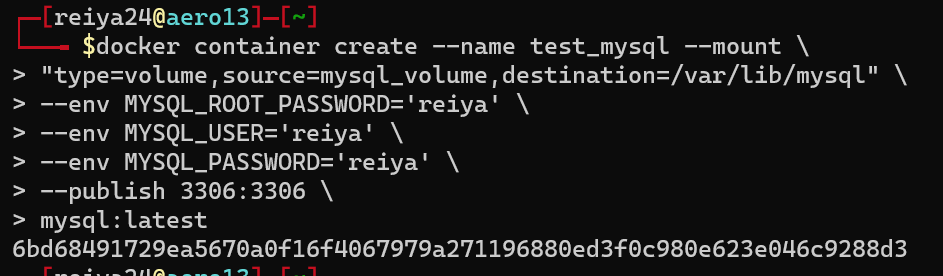 ┌─[reiya24@aero13]─[~]
└──╼ $docker container create --name test_mysql --mount \
> "type=volume,source=mysql_volume,destination=/var/lib/mysql" \
> --env MYSQL_ROOT_PASSWORD='reiya' \
> --env MYSQL_USER='reiya' \
> --env MYSQL_PASSWORD='reiya' \
> --publish 3306:3306 \
> mysql:latest
6bd68491729ea5670a0f16f4067979a271196880ed3f0c980e623e046c9288d3
┌─[reiya24@aero13]─[~]